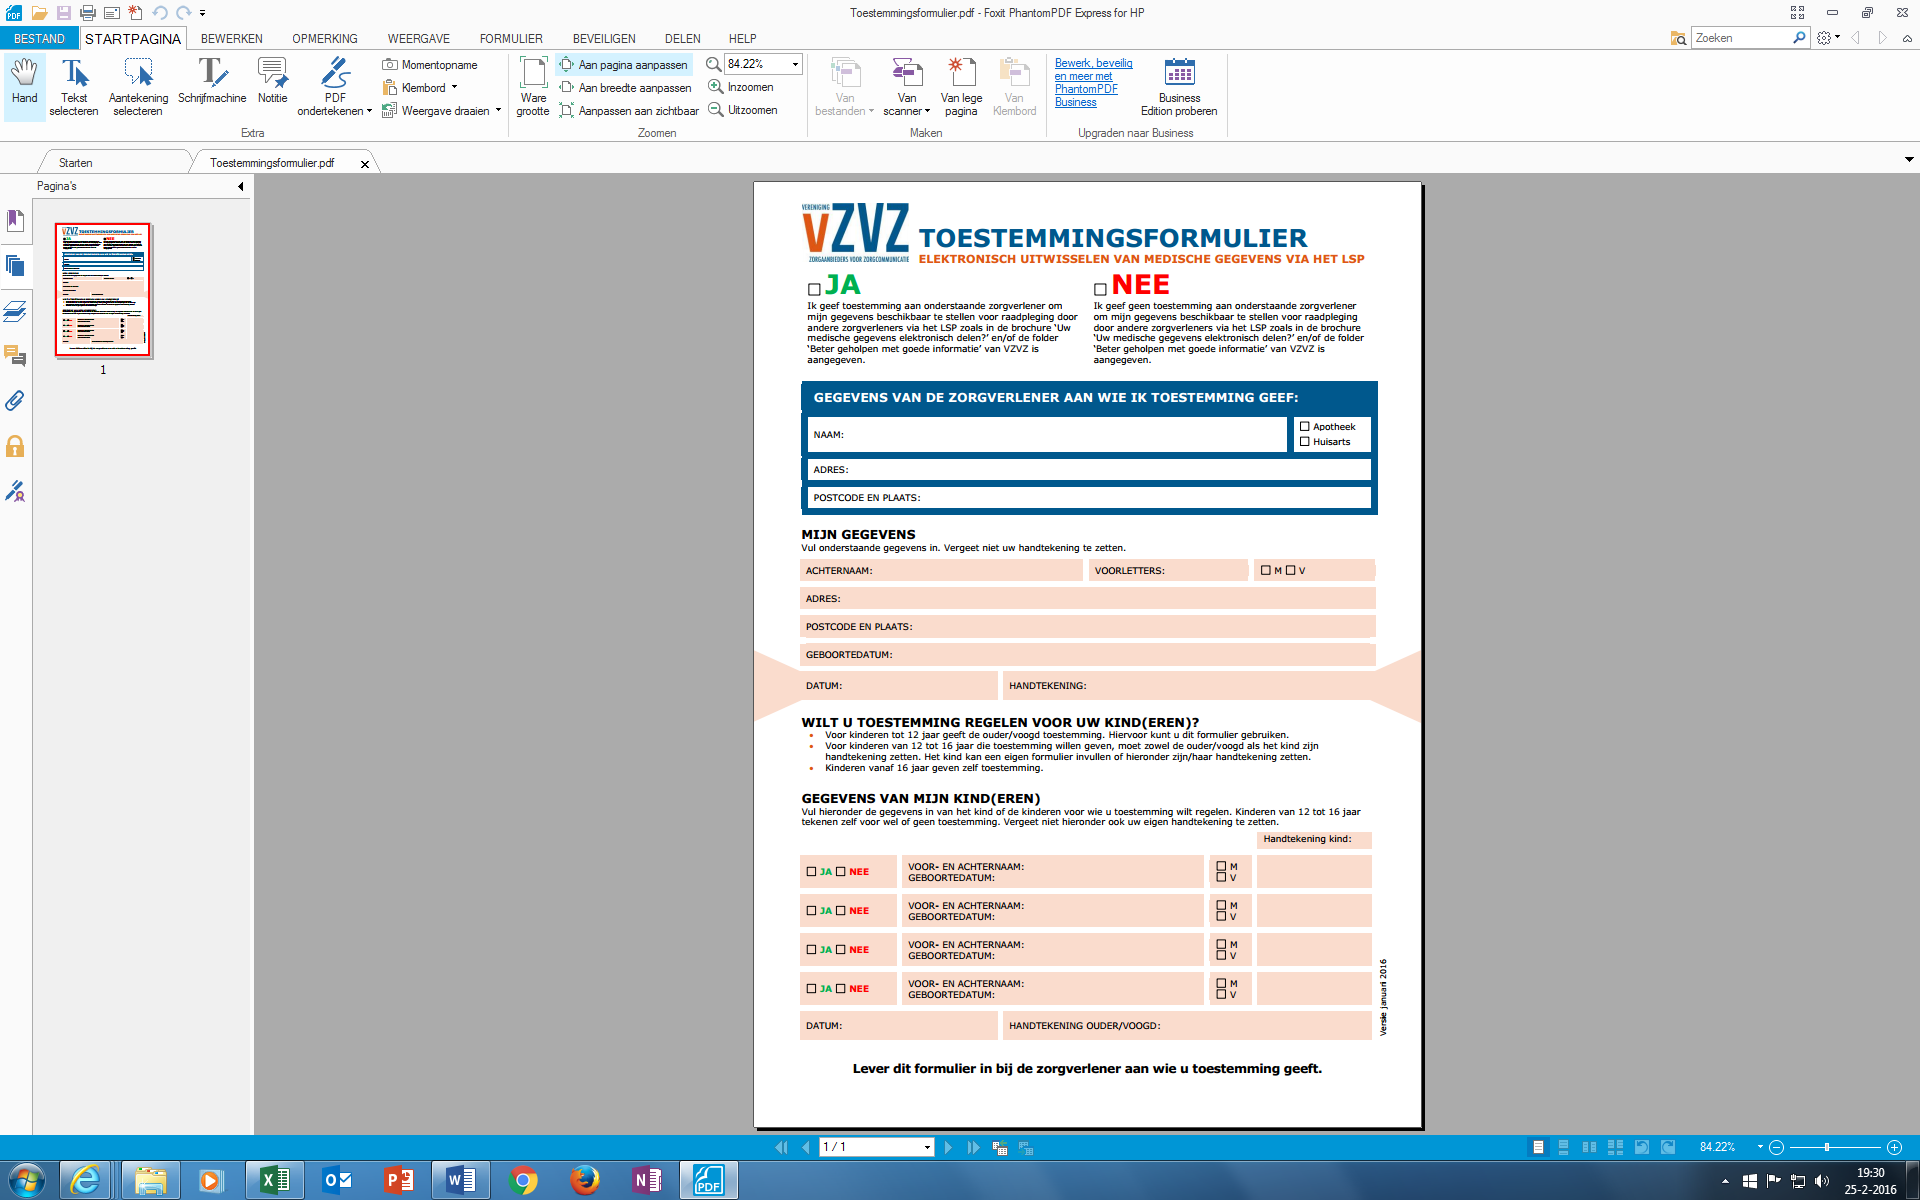 Toestemmingsformulier.pdf - Foxit PhantomPDF Express for HP
BESTAND
STARTPAGINA
BEWERKEN
OPMERKING
WEERGAVE
FORMULIER
BEVEILIGEN
DELEN
HELP
Zoeken
Hand
Tekst
selecteren
Aantekening
selecteren
Schrijfmachine
Notitie
PDF
ondertekenen
Momentopname
Klembord
Weergave draaien
Extra
Ware
grootte
Aan pagina aanpassen
Aan breedte aanpassen
Aanpassen aan zichtbaar
84.22%
Inzoomen
Uitzoomen
Zoomen
Van
bestanden
Van
scanner
Van lege
pagina
Van
Klembord
Maken
Bewerk, beveilig
en meer met
PhantomPDF
Business
Business
Edition proberen
Upgraden naar Business
Starten
Toestemmingsformulier.pdf
Pagina's
1
VERENIGING
VZVZ
ZORGAANBIEDERS VOOR ZORGCOMMUNICATIE
TOESTEMMINGSFORMULIER
ELEKTRONISCH UITWISSELEN VAN MEDISCHE GEGEVENS VIA HET LSP
JA
Ik geef toestemming aan onderstaande zorgverlener om
mijn gegevens beschikbaar te stellen voor raadpleging door
andere zorgverleners via het LSP zoals in de brochure ‘Uw
medische gegevens elektronisch delen?’ en/of de folder
‘Beter geholpen met goede informatie’ van VZVZ is
aangegeven.
NEE
Ik geef geen toestemming aan onderstaande zorgverlener
om mijn gegevens beschikbaar te stellen voor raadpleging
door andere zorgverleners via het LSP zoals in de brochure
‘Uw medische gegevens elektronisch delen?’ en/of de folder
‘Beter geholpen met goede informatie’ van VZVZ is
aangegeven.
GEGEVENS VAN DE ZORGVERLENER AAN WIE IK TOESTEMMING GEEF:
NAAM:
Apotheek
Huisarts
ADRES:
POSTCODE EN PLAATS:
MIJN GEGEVENS
Vul onderstaande gegevens in. Vergeet niet uw handtekening te zetten.
ACHTERNAAM:
VOORLETTERS:
M V
ADRES:
POSTCODE EN PLAATS:
GEBOORTEDATUM:
DATUM:
HANDTEKENING:
WILT U TOESTEMMING REGELEN VOOR UW KIND(EREN)?
• Voor kinderen tot 12 jaar geeft de ouder/voogd toestemming. Hiervoor kunt u dit formulier gebruiken.
• Voor kinderen van 12 tot 16 jaar die toestemming willen geven, moet zowel de ouder/voogd als het kind zijn
handtekening zetten. Het kind kan een eigen formulier invullen of hieronder zijn/haar handtekening zetten.
• Kinderen vanaf 16 jaar geven zelf toestemming.
GEGEVENS VAN MIJN KIND(EREN)
Vul hieronder de gegevens in van het kind of de kinderen voor wie u toestemming wilt regelen. Kinderen van 12 tot 16 jaar
tekenen zelf voor wel of geen toestemming. Vergeet niet hieronder ook uw eigen handtekening te zetten.
Handtekening kind:
JA NEE
VOOR- EN ACHTERNAAM:
GEBOORTEDATUM:
M
V
JA NEE
VOOR- EN ACHTERNAAM:
GEBOORTEDATUM:
M
V
JA NEE
VOOR- EN ACHTERNAAM:
GEBOORTEDATUM:
M
V
JA NEE
VOOR- EN ACHTERNAAM:
GEBOORTEDATUM:
M
V
DATUM:
HANDTEKENING OUDER/VOOGD:
Versie januari 2016
Lever dit formulier in bij de zorgverlener aan wie u toestemming geeft.
1 / 1
84.22%
19:30
25-2-2016